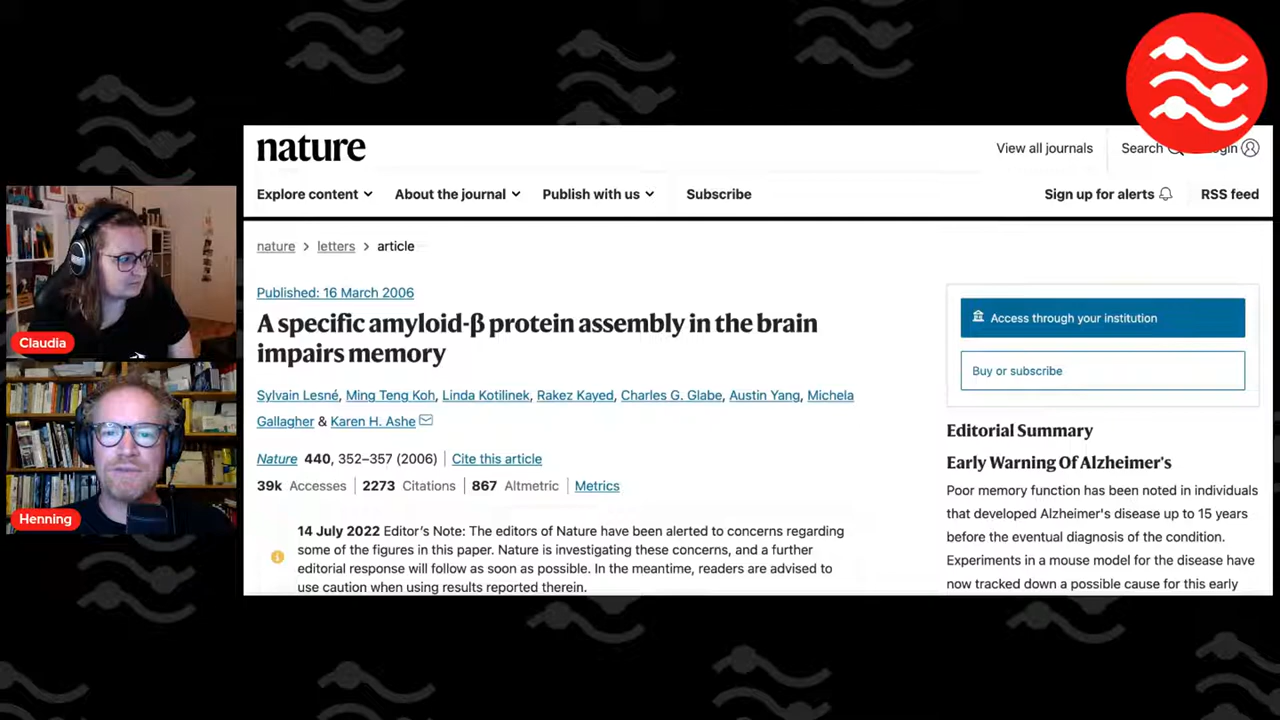 nature
View all journals
Search
gin
Explore content
About the journal
Publish with us
Subscribe
Sign up for alerts
RSS feed
nature > letters > article
Published: 16 March 2006
A specific amyloid-β protein assembly in the brain
impairs memory
Sylvain Lesné, Ming Teng Koh, Linda Kotilinek, Rakez Kayed, Charles G. Glabe, Austin Yang, Michela
Gallagher & Karen H. Ashe
Nature 440, 352–357 (2006) | Cite this article
39k Accesses | 2273 Citations | 867 Altmetric | Metrics
14 July 2022 Editor's Note: The editors of Nature have been alerted to concerns regarding
some of the figures in this paper. Nature is investigating these concerns, and a further
editorial response will follow as soon as possible. In the meantime, readers are advised to
use caution when using results reported therein.
Access through your institution
Buy or subscribe
Editorial Summary
Early Warning Of Alzheimer's
Poor memory function has been noted in individuals
that developed Alzheimer's disease up to 15 years
before the eventual diagnosis of the condition.
Experiments in a mouse model for the disease have
now tracked down a possible cause for this early
Claudia
Henning